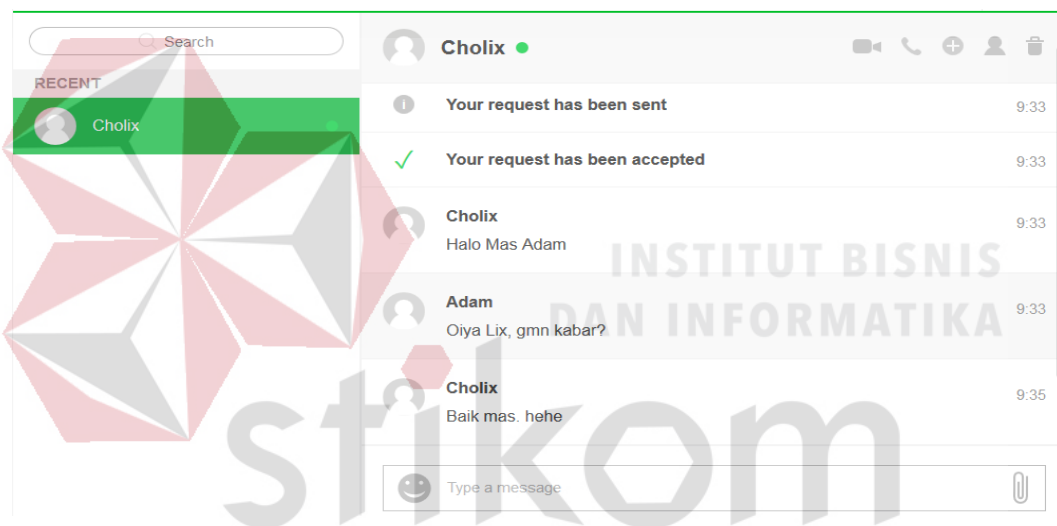 Search
RECENT
Cholix
Cholix
Your request has been sent
9:33
Your request has been accepted
9:33
Cholix
9:33
Halo Mas Adam
Adam
9:33
Oiya Lix, gmn kabar?
Cholix
9:35
Baik mas. hehe
Type a message
INSTITUT BISNIS
DAN INFORMATIKA
stikom